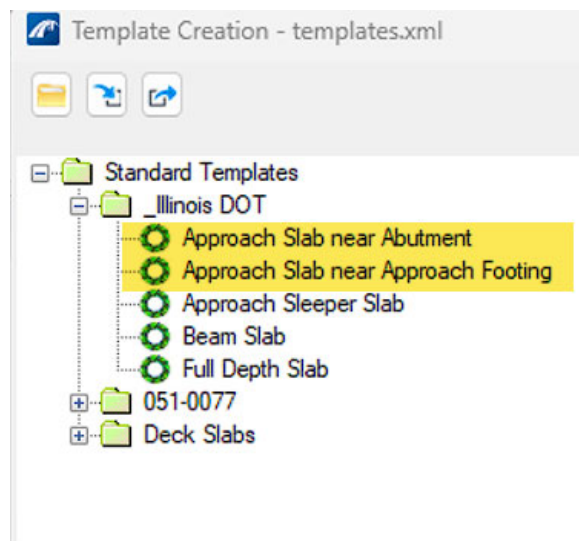 Template Creation - templates.xml
Standard Templates
_Illinois DOT
Approach Slab near Abutment
Approach Slab near Approach Footing
Approach Sleeper Slab
Beam Slab
Full Depth Slab
051-0077
Deck Slabs